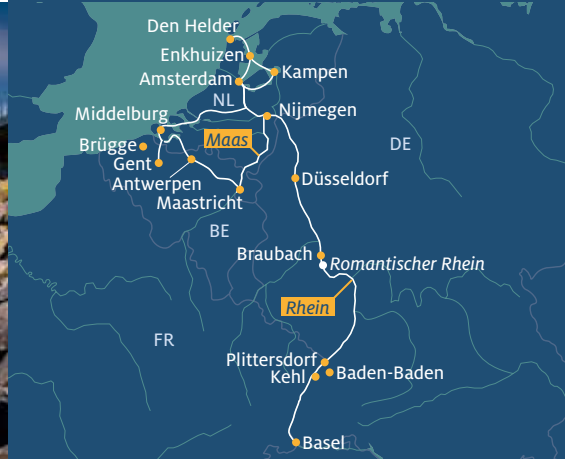 Den Helder
Enkhuizen
Amsterdam
Kampen
NL
Middelburg
Nijmegen
Brügge
Maas
DE
Gent
Antwerpen
Düsseldorf
Maastricht
BE
Braubach
Romantischer Rhein
Rhein
FR
Plittersdorf
Kehl
Baden-Baden
Basel